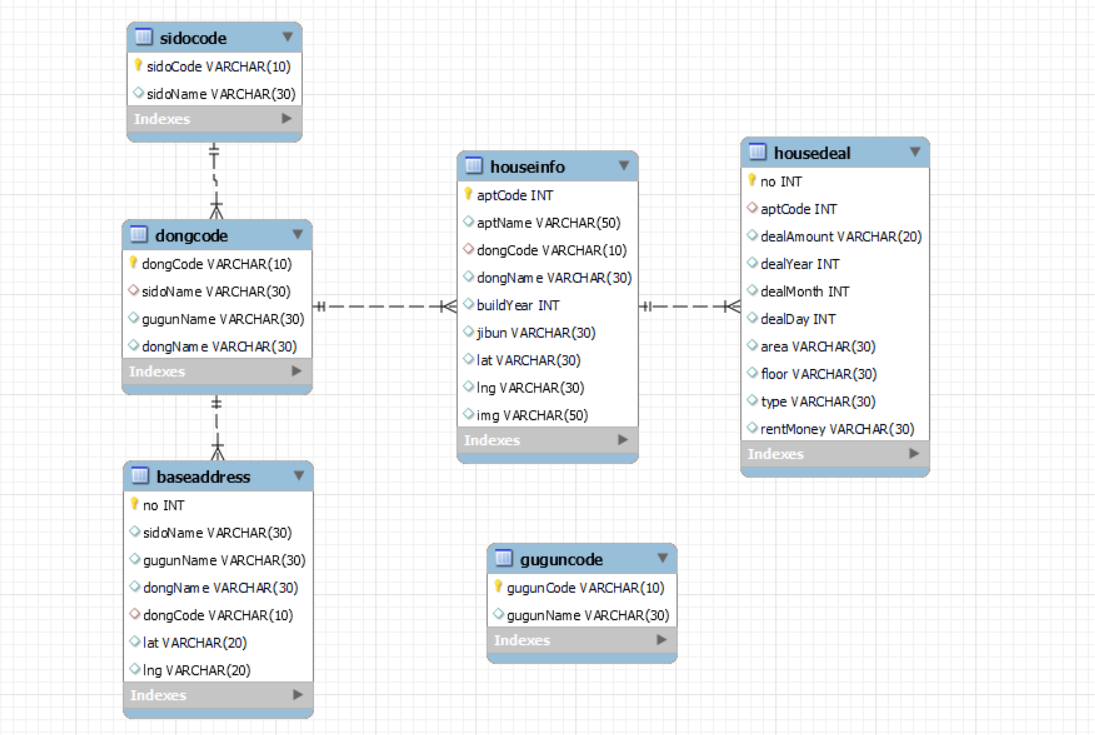 sidocode
sidoCode VARCHAR(10)
sidoName VARCHAR(30)
Indexes
dongcode
dongCode VARCHAR(10)
sidoName VARCHAR(30)
gugunName VARCHAR(30)
dongName VARCHAR(30)
Indexes
baseaddress
no INT
sidoName VARCHAR(30)
gugunName VARCHAR(30)
dongName VARCHAR(30)
dongCode VARCHAR(10)
lat VARCHAR(20)
lng VARCHAR(20)
Indexes
houseinfo
aptCode INT
aptName VARCHAR(50)
dongCode VARCHAR(10)
dongName VARCHAR(30)
buildYear INT
jibun VARCHAR(30)
lat VARCHAR(30)
lng VARCHAR(30)
img VARCHAR(50)
Indexes
housedeal
no INT
aptCode INT
dealAmount VARCHAR(20)
dealYear INT
dealMonth INT
dealDay INT
area VARCHAR(30)
floor VARCHAR(30)
type VARCHAR(30)
rentMoney VARCHAR(30)
Indexes
guguncode
gugunCode VARCHAR(10)
gugunName VARCHAR(30)
Indexes